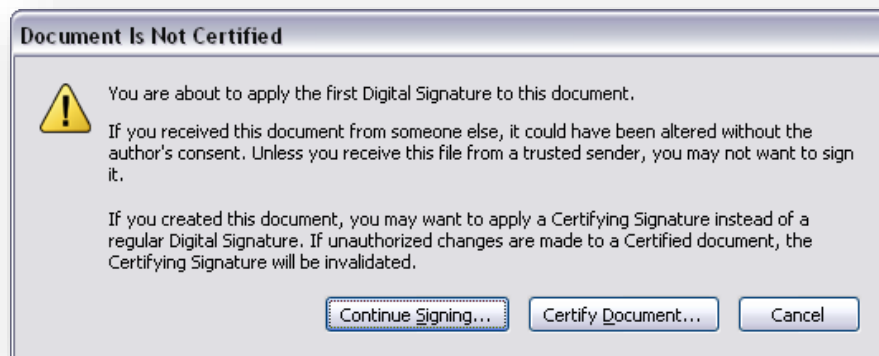 Document Is Not Certified
You are about to apply the first Digital Signature to this document.
If you received this document from someone else, it could have been altered without the
author's consent. Unless you receive this file from a trusted sender, you may not want to sign
it.
If you created this document, you may want to apply a Certifying Signature instead of a
regular Digital Signature. If unauthorized changes are made to a Certified document, the
Certifying Signature will be invalidated.
Continue Signing... Certify Document... Cancel